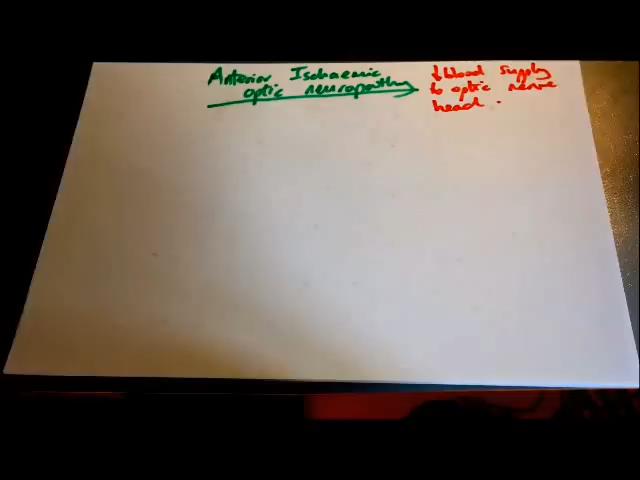 Anterior Ischaemic
optic neuropathy
↓blood supply
to optic nerve
head.